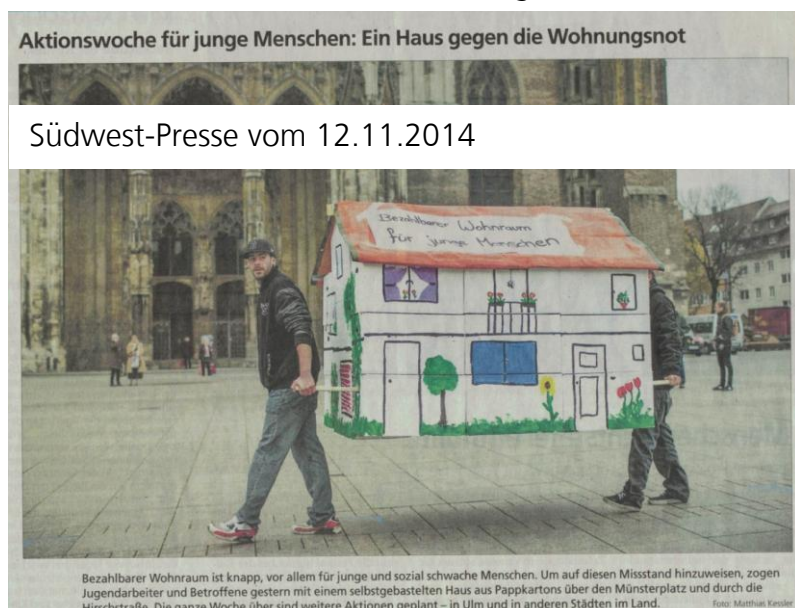 Aktionswoche für junge Menschen: Ein Haus gegen die Wohnungsnot
Südwest-Presse vom 12.11.2014
Bezahlbarer Wohnraum
für junge Menschen
Bezahlbarer Wohnraum ist knapp, vor allem für junge und sozial schwache Menschen. Um auf diesen Missstand hinzuweisen, zogen
Jugendarbeiter und Betroffene gestern mit einem selbstgebastelten Haus aus Pappkartons über den Münsterplatz und durch die
Hirschstraße. Die ganze Woche über sind weitere Aktionen geplant – in Ulm und in anderen Städten im Land.
Foto: Matthias Kessler